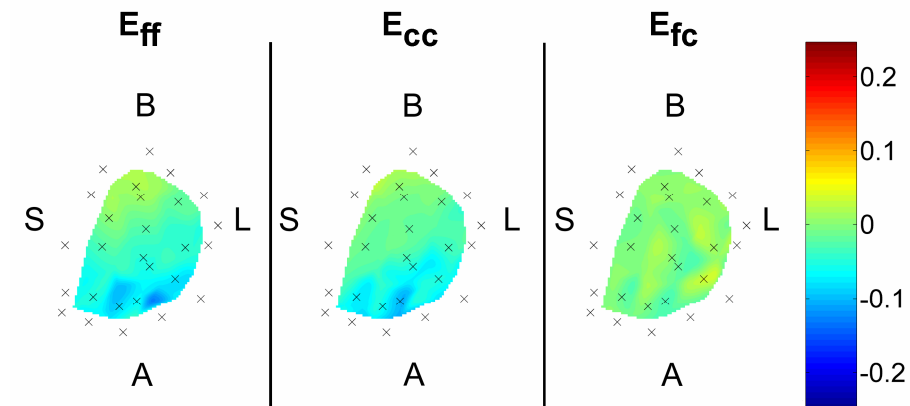 Eff Ecc Efc
B B B
0.2
0.1
S L S L S L
0
-0.1
-0.2
A A A